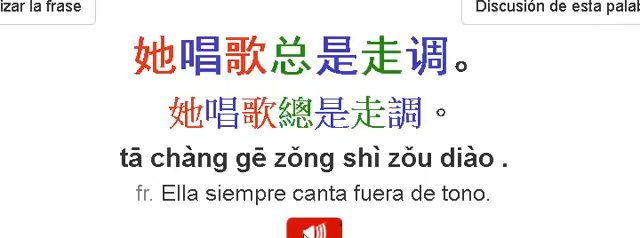 izar la frase
Discusión de esta palab
她唱歌总是走调。
她唱歌總是走調。
tā chàng gē zǒng shì zǒu diào .
fr. Ella siempre canta fuera de tono.